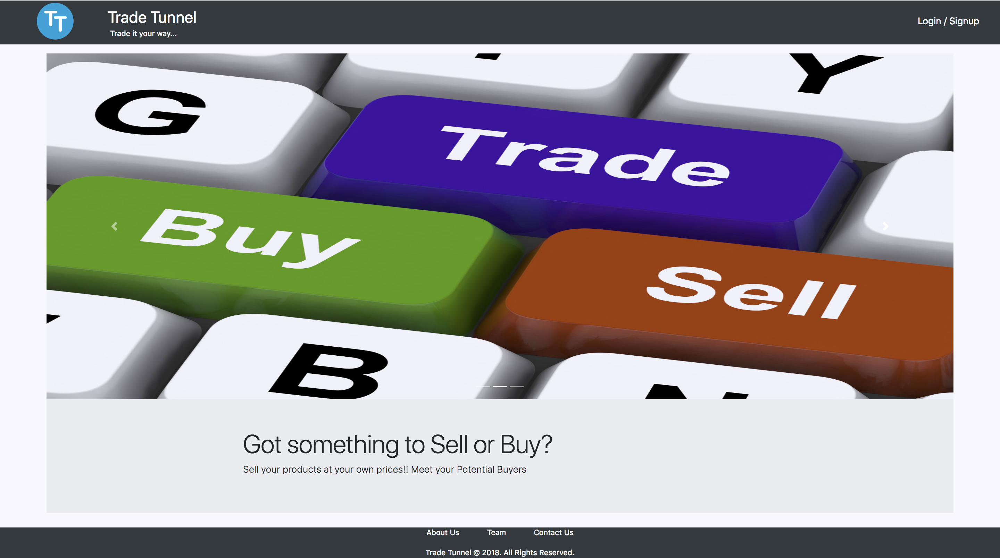 TT
Trade Tunnel
Login / Signup
Trade it your way...
Y
G
Trade
Buy
Sell
B
N
Got something to Sell or Buy?
Sell your products at your own prices!! Meet your Potential Buyers
About Us Team Contact Us
Trade Tunnel © 2018. All Rights Reserved.